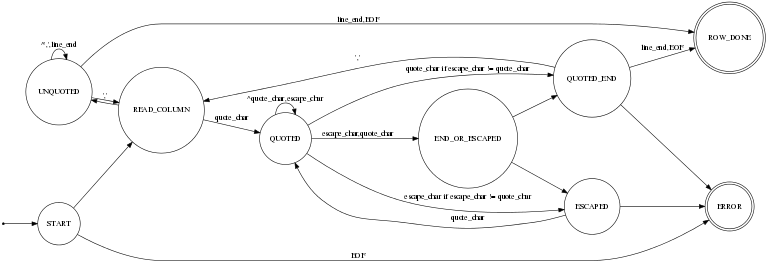 line_end,EOF
ROW_DONE
^',',line_end
line_end,EOF
','
quote_char if escape_char != quote_char
QUOTED_END
UNQUOTED
','
^quote_char,escape_char
READ_COLUMN
quote_char
escape_char,quote_char
QUOTED
END_OR_ESCAPED
escape_char if escape_char != quote_char
ESCAPED
ERROR
quote_char
START
EOF